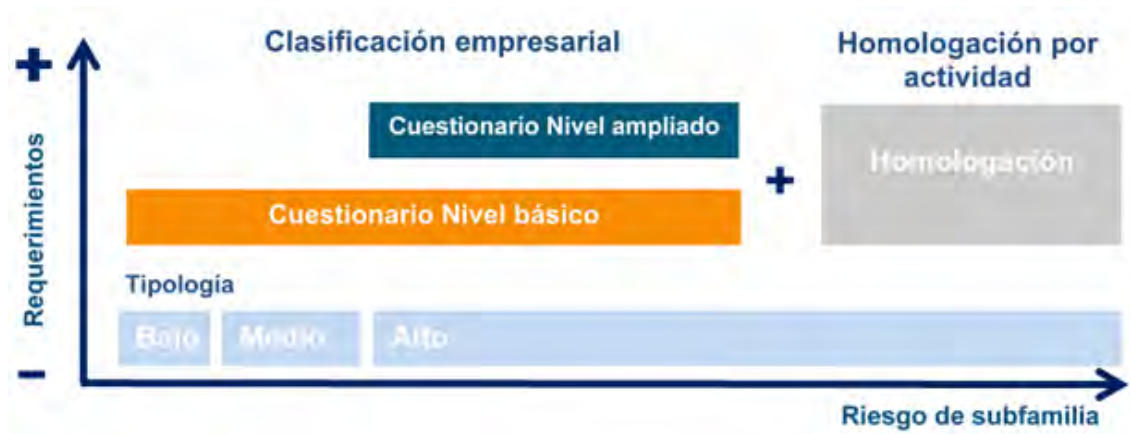 Clasificación empresarial
Homologación por
actividad
+
Requerimientos
Cuestionario Nivel ampliado
Homologación
+
Cuestionario Nivel básico
Tipología
Bajo
Medio
Alto
–
Riesgo de subfamilia